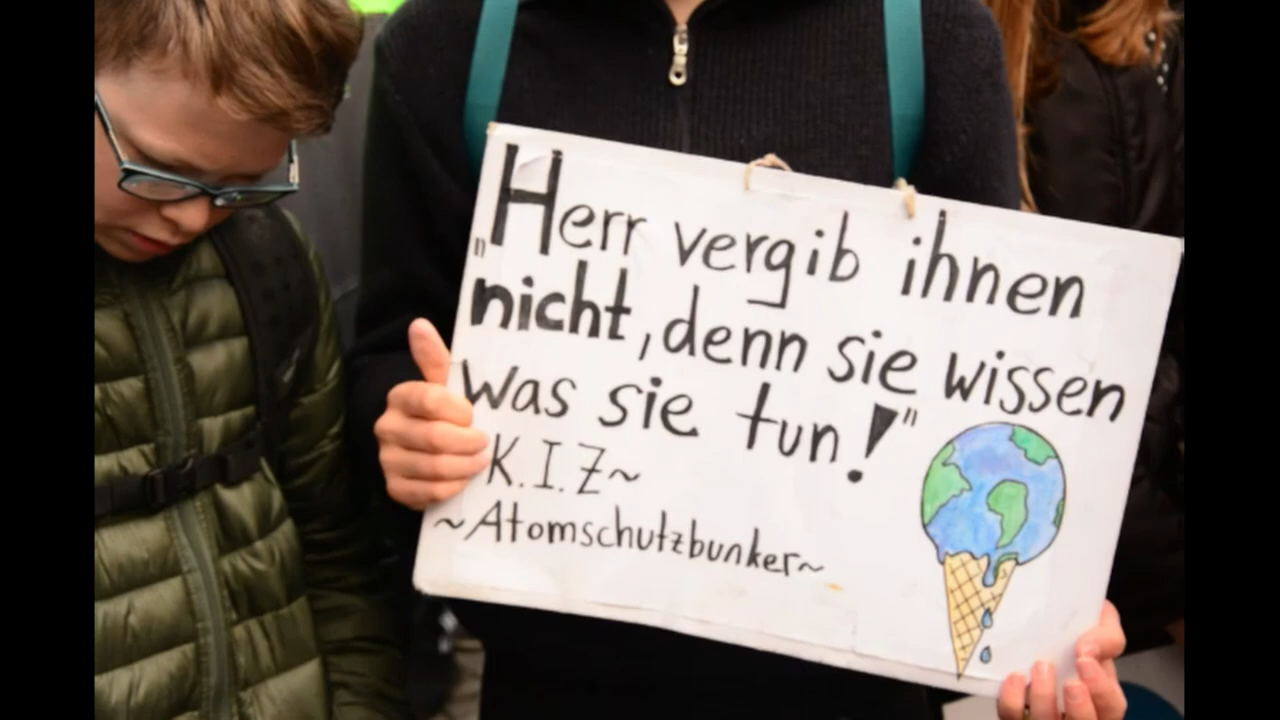 „Herr vergib ihnen
nicht, denn sie wissen
was sie tun!"
K.I.Z~
~Atomschutzbunker~